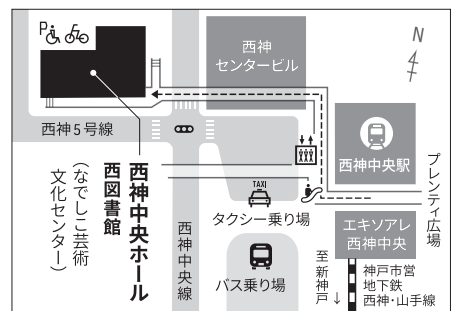 P
N
西神
センタービル
西神5号線
西神中央駅
プレンティ広場
TAXI
タクシー乗り場
エキソアレ
西神中央
西神中央ホール
西図書館
(なでしこ芸術
文化センター)
西神中央線
バス乗り場
至新神戸↓
神戸市営
地下鉄
西神・山手線